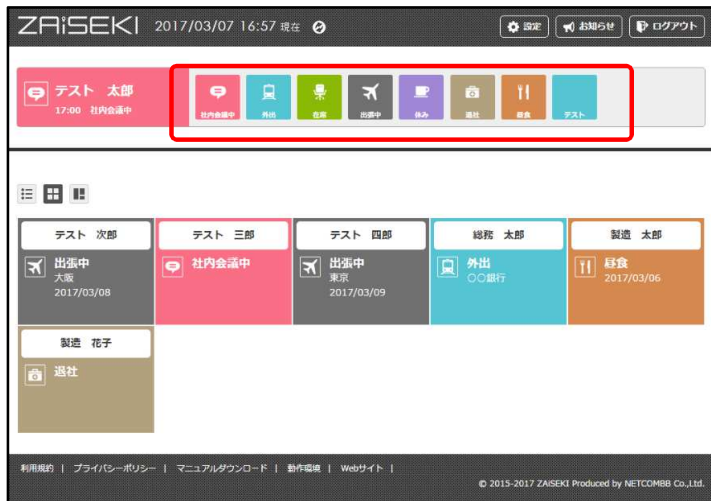 ZAiSEKI 2017/03/07 16:57 現在 設定 お知らせ ログアウト
テスト 太郎
17:00 社内会議中
社内会議中 外出 在席 出張中 休み 退社 昼食 テスト
テスト 次郎
出張中
大阪
2017/03/08
テスト 三郎
社内会議中
テスト 四郎
出張中
東京
2017/03/09
総務 太郎
外出
〇〇銀行
製造 太郎
昼食
2017/03/06
製造 花子
退社
利用規約 | プライバシーポリシー | マニュアルダウンロード | 動作環境 | Webサイト |
© 2015-2017 ZAiSEKI Produced by NETCOMBB Co.,Ltd.